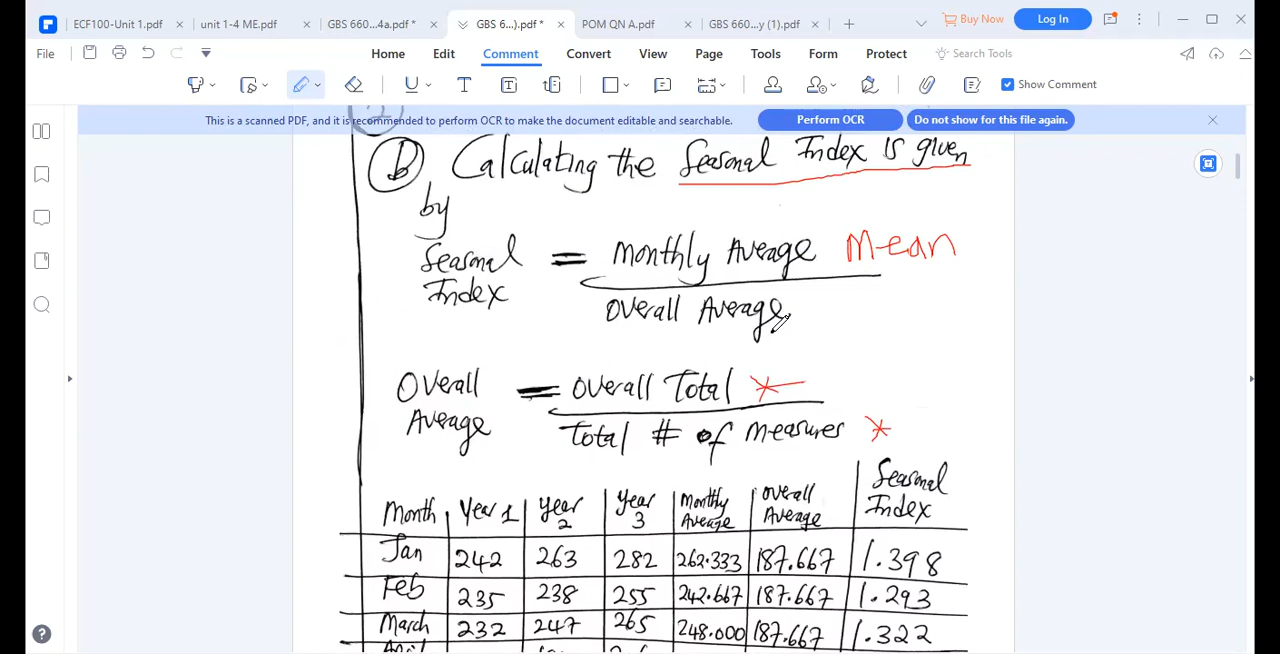 ECF100-Unit 1.pdf
unit 1-4 ME.pdf
GBS 660...4a.pdf *
GBS 6...).pdf *
POM QN A.pdf
GBS 660...y (1).pdf
Buy Now
Log In
File
Home
Edit
Comment
Convert
View
Page
Tools
Form
Protect
Search Tools
Show Comment
This is a scanned PDF, and it is recommended to perform OCR to make the document editable and searchable.
Perform OCR
Do not show for this file again.
B Calculating the Seasonal Index is given
by
Seasonal Index = Monthly Average Mean
Overall Average
Overall Average = Overall Total *
Total # of Measures *
Month Year 1 Year 2 Year 3 Monthly Average Overall Average Seasonal Index
Jan 242 263 282 262.333 187.667 1.398
Feb 235 238 255 242.667 187.667 1.293
March 232 247 265 248.000 187.667 1.322